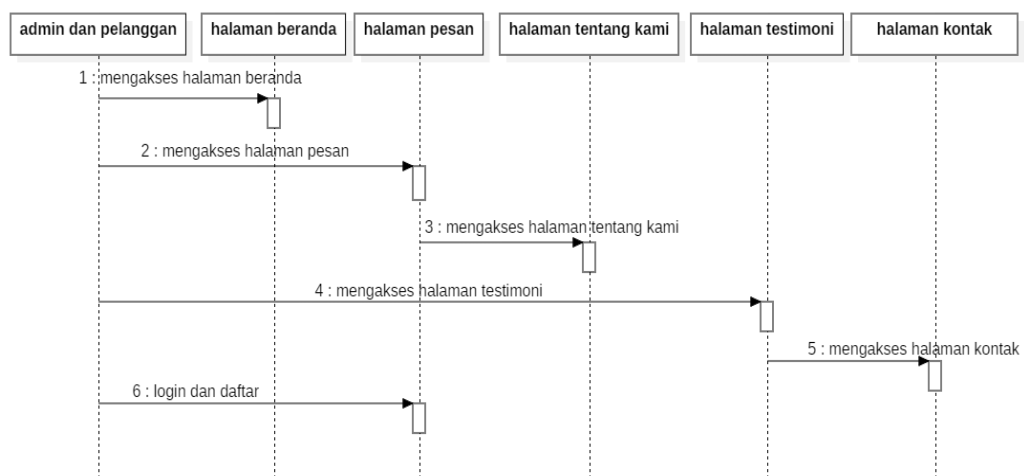 admin dan pelanggan
halaman beranda
halaman pesan
halaman tentang kami
halaman testimoni
halaman kontak
1 : mengakses halaman beranda
2 : mengakses halaman pesan
3 : mengakses halaman tentang kami
4 : mengakses halaman testimoni
5 : mengakses halaman kontak
6 : login dan daftar